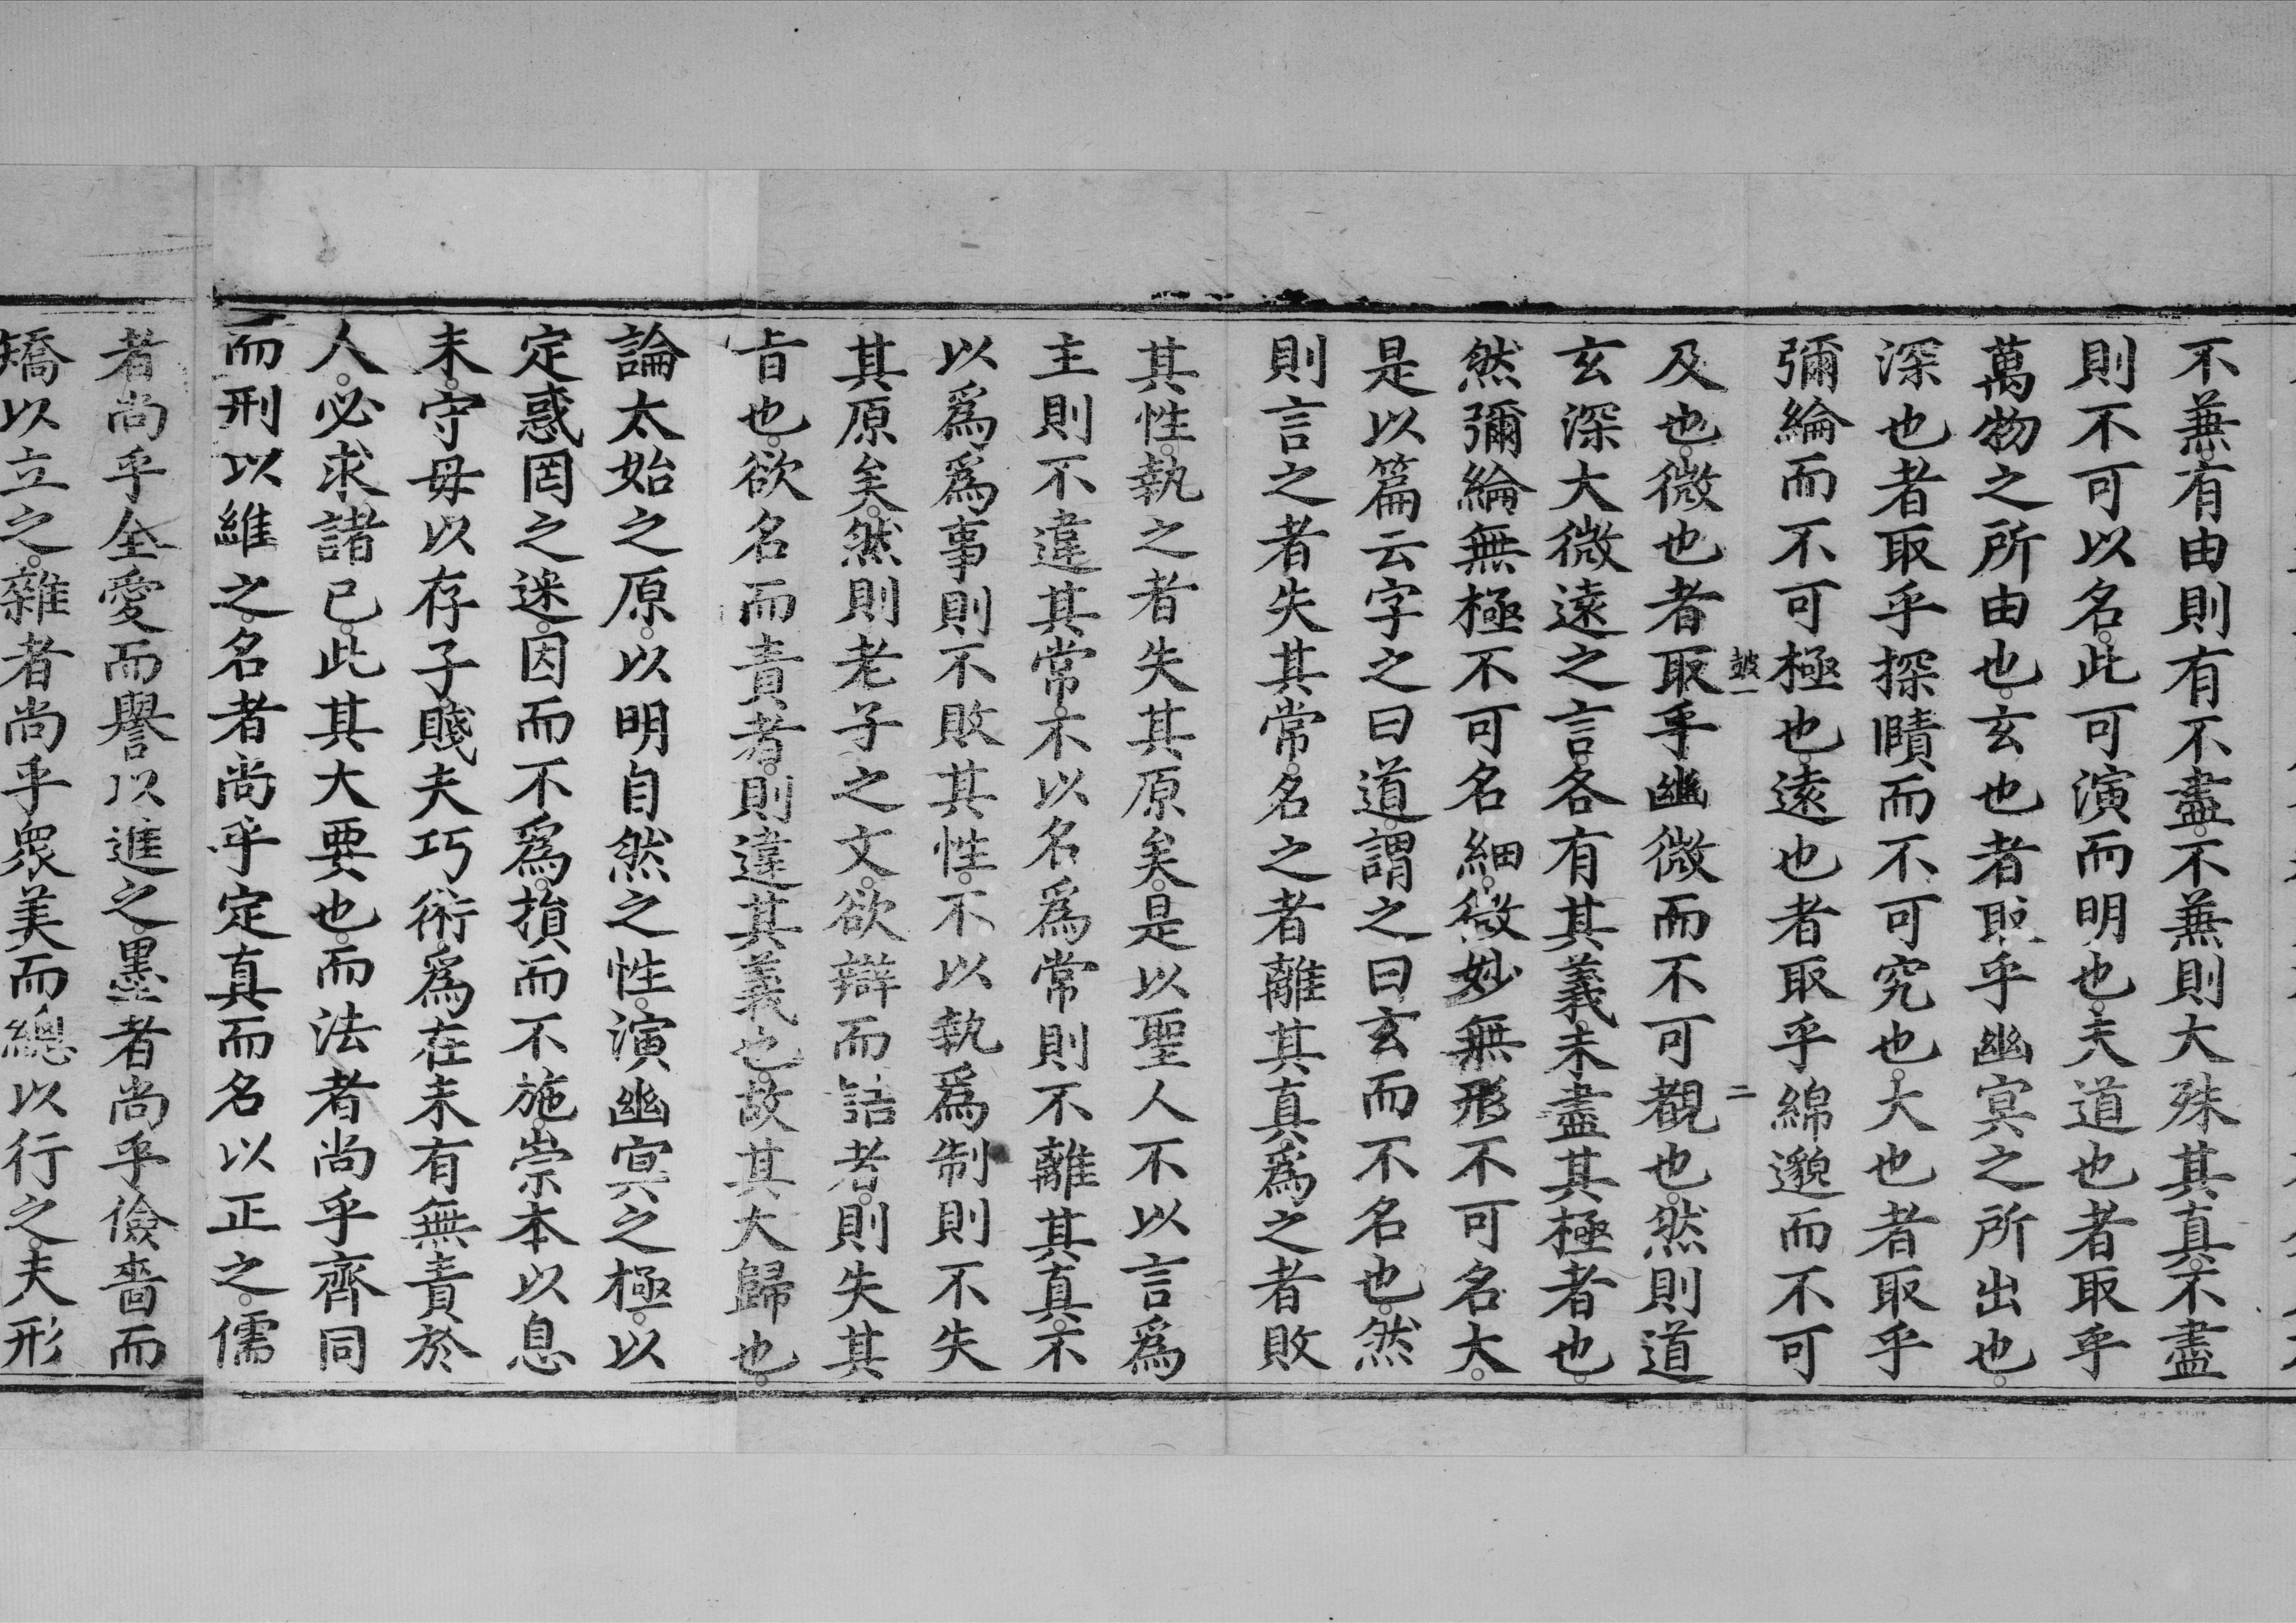 不兼有由則有不盡不兼則大殊其真不盡
則不可以名此可演而明也夫道也者取乎
萬物之所由也玄也者取乎幽冥之所出也
深也者取乎探賾而不可究也大也者取乎
彌綸而不可極也遠也者取乎綿邈而不可
二
及也微也者取乎幽微而不可覩也然則道
玄深大微遠之言各有其義未盡其極者也
然彌綸無極不可名細微妙無形不可名大
是以篇云字之曰道謂之曰玄而不名也然
則言之者失其常名之者離其真爲之者敗
其性執之者失其原矣是以聖人不以言爲
主則不違其常不以名爲常則不離其真不
以爲爲事則不敗其性不以執爲制則不失
其原矣然則老子之文欲辯而詰者則失其
旨也欲名而責者則違其義也故其大歸也
論太始之原以明自然之性演幽冥之極以
定惑罔之迷因而不爲損而不施崇本以息
末守母以存子賤夫巧術爲在未有無責於
人必求諸己此其大要也而法者尚乎齊同
而刑以維之名者尚乎定真而名以正之儒
者尚乎全愛而譽以進之墨者尚乎儉嗇而
矯以立之雜者尚乎衆美而總以行之夫形